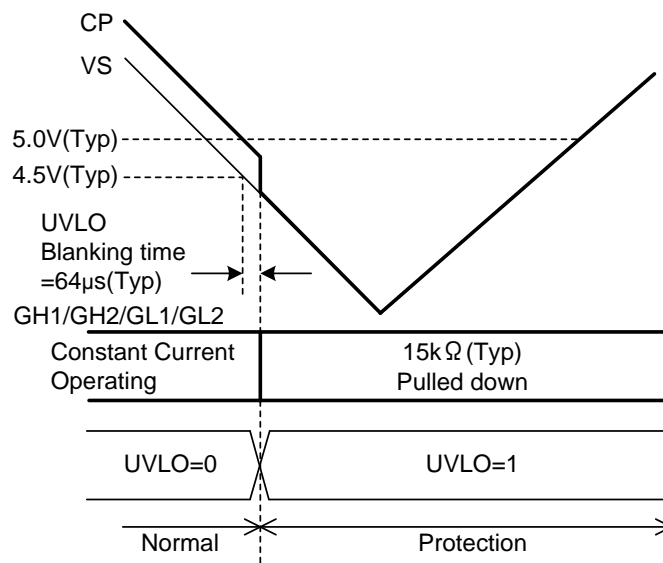 CP
VS
5.0V(Typ)
4.5V(Typ)
UVLO
Blanking time
=64µs(Typ)
GH1/GH2/GL1/GL2
Constant Current
Operating
15kΩ(Typ)
Pulled down
UVLO=0
UVLO=1
Normal
Protection